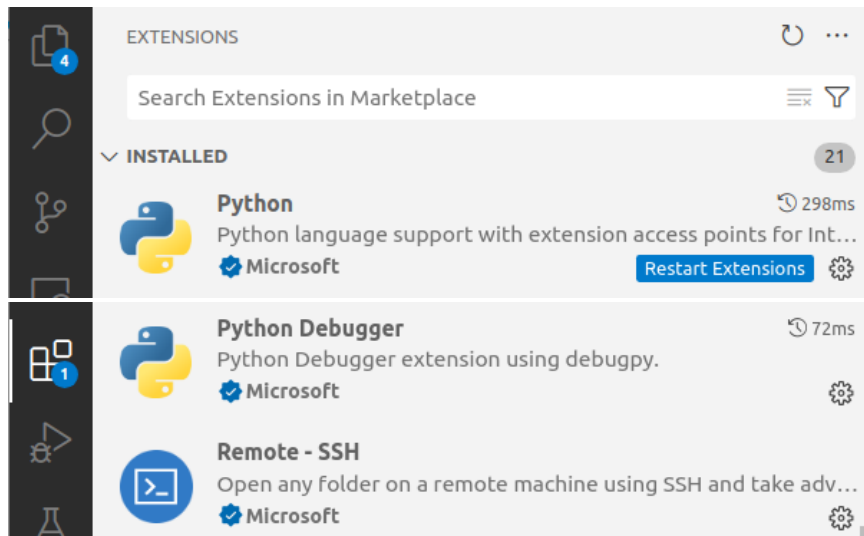 4
EXTENSIONS
Search Extensions in Marketplace
INSTALLED
21
Python
298ms
Python language support with extension access points for Int...
Microsoft
Restart Extensions
1
Python Debugger
72ms
Python Debugger extension using debugpy.
Microsoft
Remote - SSH
Open any folder on a remote machine using SSH and take adv...
Microsoft